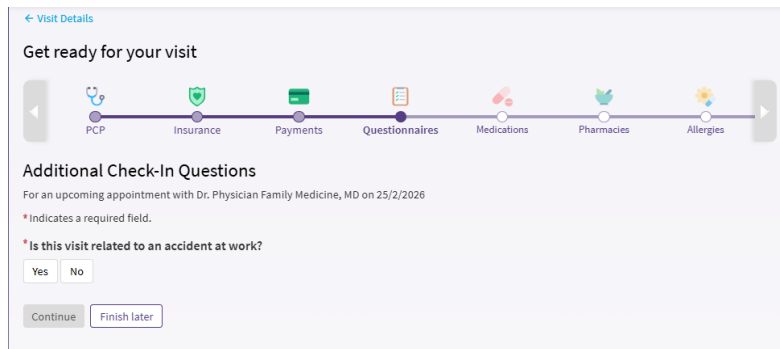 ← Visit Details
Get ready for your visit
PCP Insurance Payments Questionnaires Medications Pharmacies Allergies
Additional Check-In Questions
For an upcoming appointment with Dr. Physician Family Medicine, MD on 25/2/2026
*Indicates a required field.
*Is this visit related to an accident at work?
Yes No
Continue Finish later